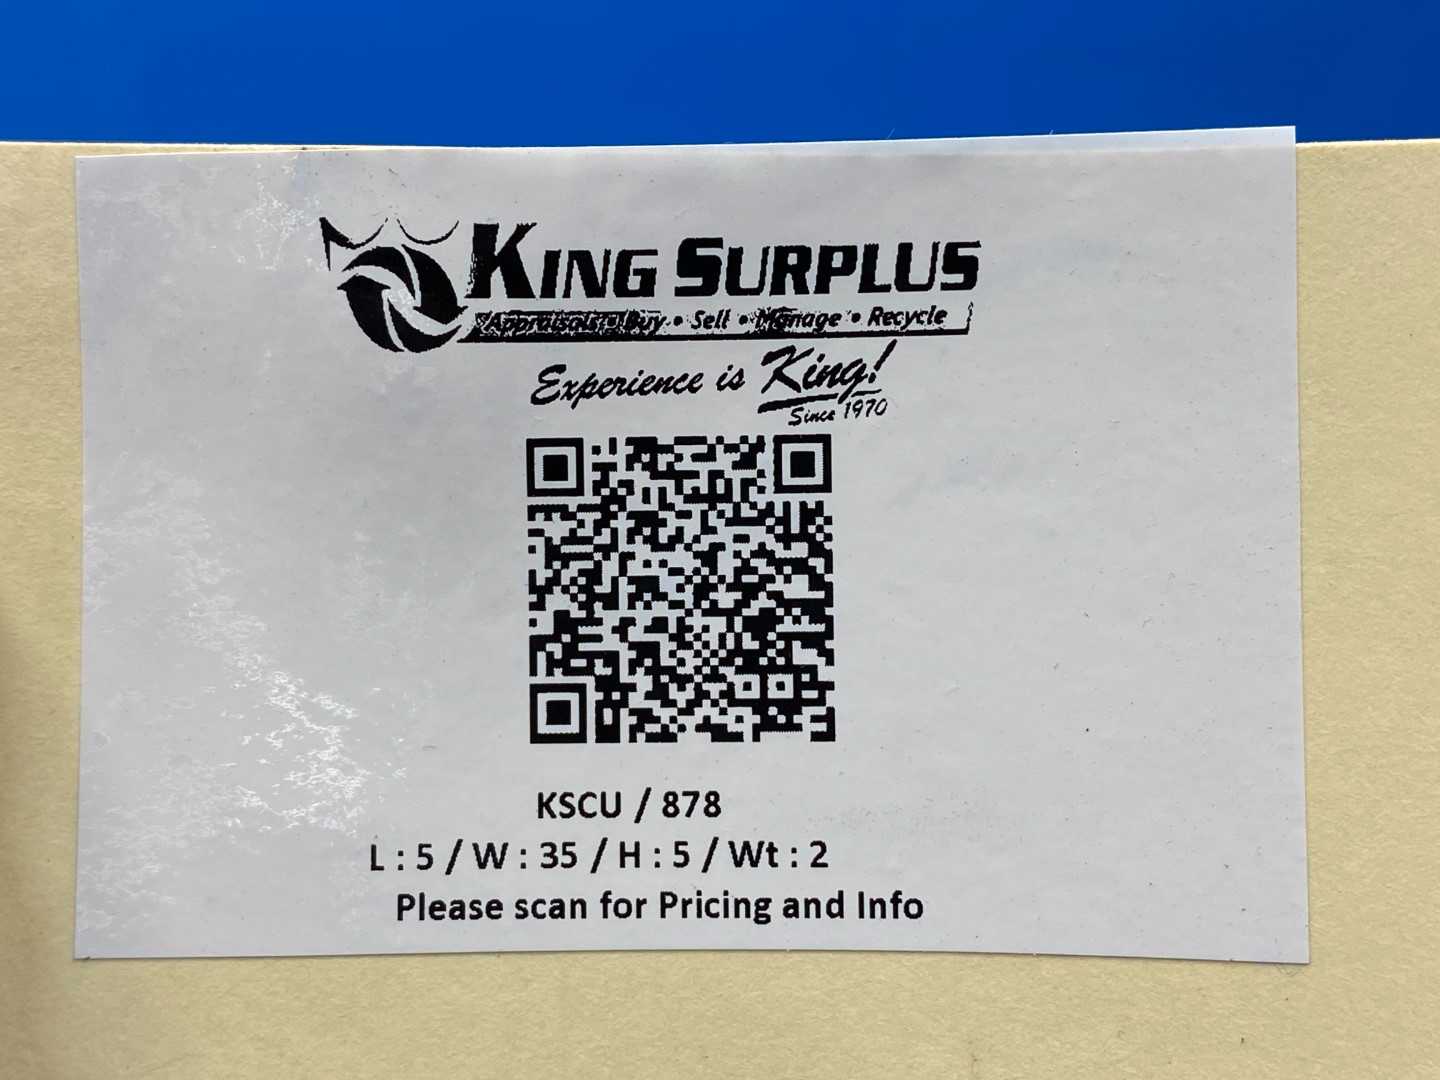 KING SURPLUS
Appraisals • Buy • Sell • Manage • Recycle
Experience is King!
Since 1970
KSCU / 878
L : 5 / W : 35 / H : 5 / Wt : 2
Please scan for Pricing and Info